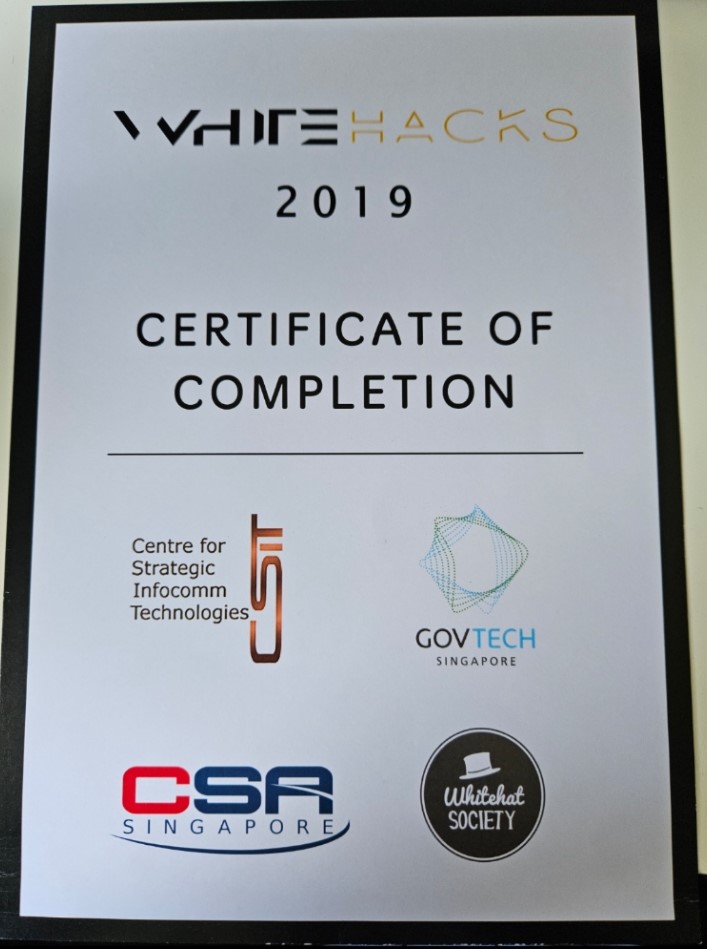 WHITEHACKS
2019
CERTIFICATE OF
COMPLETION
Centre for
Strategic
Infocomm
Technologies
CSIT
GOVTECH
SINGAPORE
CSA
SINGAPORE
Whitehat
SOCIETY